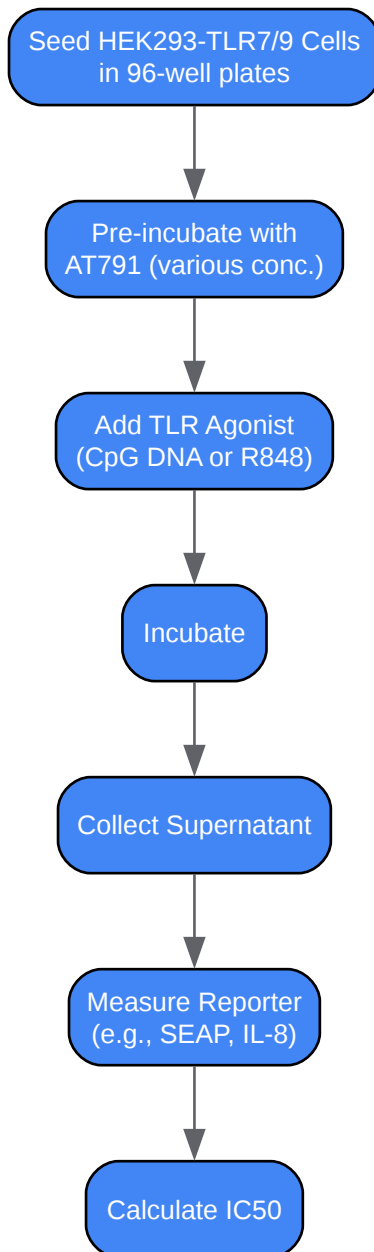 Seed HEK293-TLR7/9 Cells
in 96-well plates
Pre-incubate with
AT791 (various conc.)
Add TLR Agonist
(CpG DNA or R848)
Incubate
Collect Supernatant
Measure Reporter
(e.g., SEAP, IL-8)
Calculate IC50